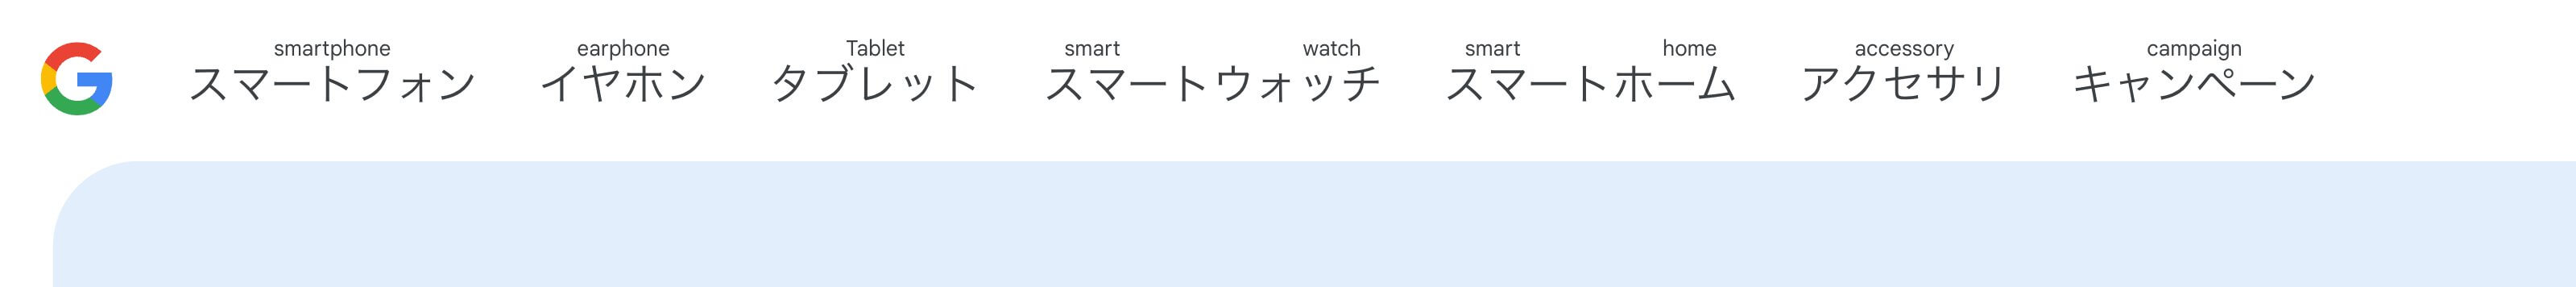 smartphone earphone Tablet smart watch smart home accessory campaign
スマートフォン イヤホン タブレット スマートウォッチ スマートホーム アクセサリ キャンペーン